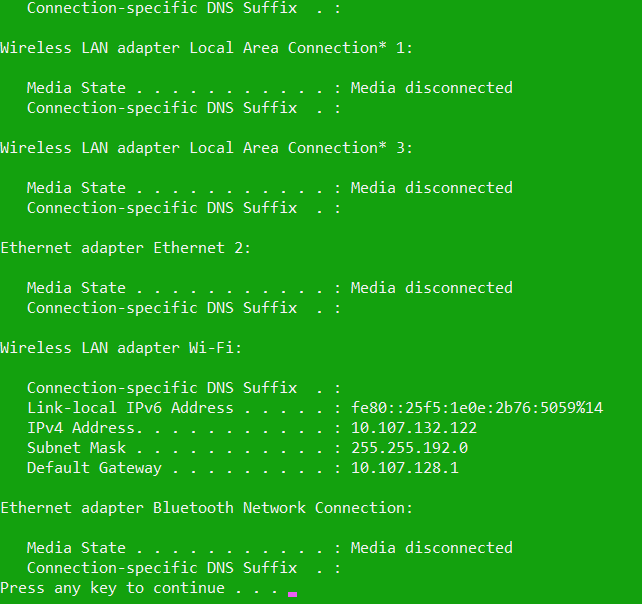 Connection-specific DNS Suffix  . :
Wireless LAN adapter Local Area Connection* 1:
Media State . . . . . . . . . . . : Media disconnected
Connection-specific DNS Suffix  . :
Wireless LAN adapter Local Area Connection* 3:
Media State . . . . . . . . . . . : Media disconnected
Connection-specific DNS Suffix  . :
Ethernet adapter Ethernet 2:
Media State . . . . . . . . . . . : Media disconnected
Connection-specific DNS Suffix  . :
Wireless LAN adapter Wi-Fi:
Connection-specific DNS Suffix  . :
Link-local IPv6 Address . . . . . : fe80::25f5:1e0e:2b76:5059%14
IPv4 Address. . . . . . . . . . . : 10.107.132.122
Subnet Mask . . . . . . . . . . . : 255.255.192.0
Default Gateway . . . . . . . . . : 10.107.128.1
Ethernet adapter Bluetooth Network Connection:
Media State . . . . . . . . . . . : Media disconnected
Connection-specific DNS Suffix  . :
Press any key to continue . . .